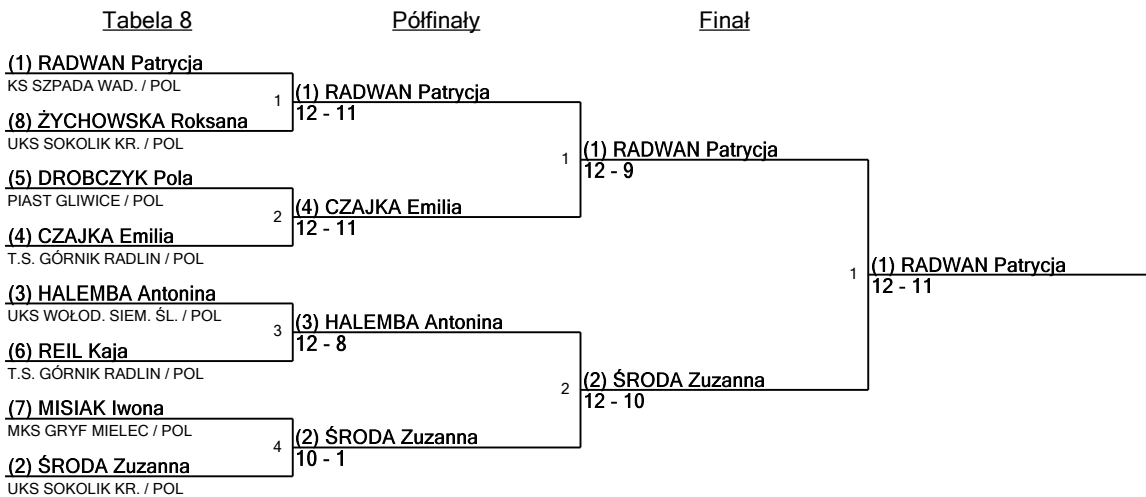 Tabela 8
Półfinały
Finał
(1) RADWAN Patrycja
KS SZPADA WAD. / POL
(8) ŻYCHOWSKA Roksana
UKS SOKOLIK KR. / POL
(5) DROBCZYK Pola
PIAST GLIWICE / POL
(4) CZAJKA Emilia
T.S. GÓRNIK RADLIN / POL
(3) HALEMBA Antonina
UKS WOŁOD. SIEM. ŚL. / POL
(6) REIL Kaja
T.S. GÓRNIK RADLIN / POL
(7) MISIAK Iwona
MKS GRYF MIELEC / POL
(2) ŚRODA Zuzanna
UKS SOKOLIK KR. / POL
1
(1) RADWAN Patrycja
12 - 11
2
(4) CZAJKA Emilia
12 - 11
3
(3) HALEMBA Antonina
12 - 8
4
(2) ŚRODA Zuzanna
10 - 1
1
(1) RADWAN Patrycja
12 - 9
2
(2) ŚRODA Zuzanna
12 - 10
1
(1) RADWAN Patrycja
12 - 11